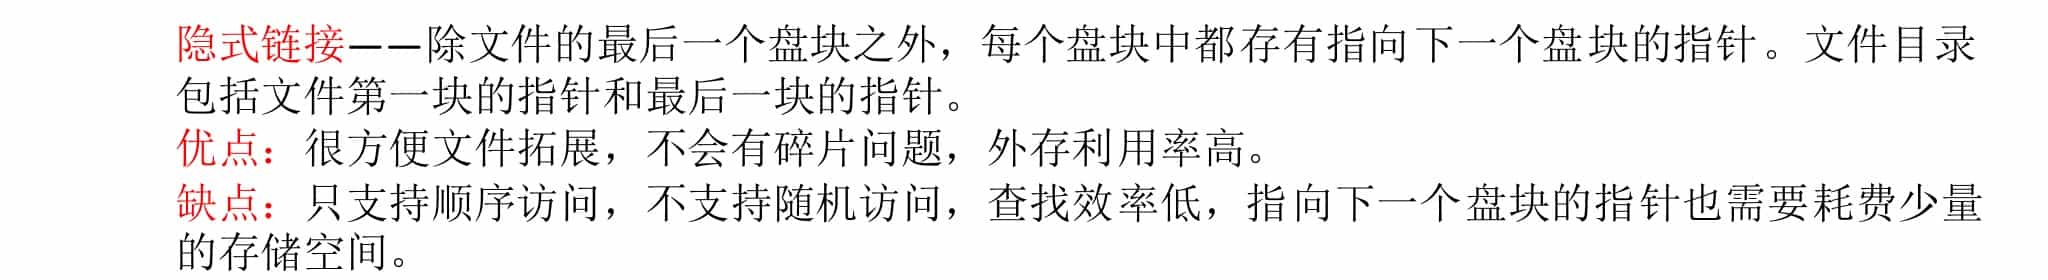 隐式链接——除文件的最后一个盘块之外，每个盘块中都存有指向下一个盘块的指针。文件目录
包括文件第一块的指针和最后一块的指针。
优点：很方便文件拓展，不会有碎片问题，外存利用率高。
缺点：只支持顺序访问，不支持随机访问，查找效率低，指向下一个盘块的指针也需要耗费少量
的存储空间。